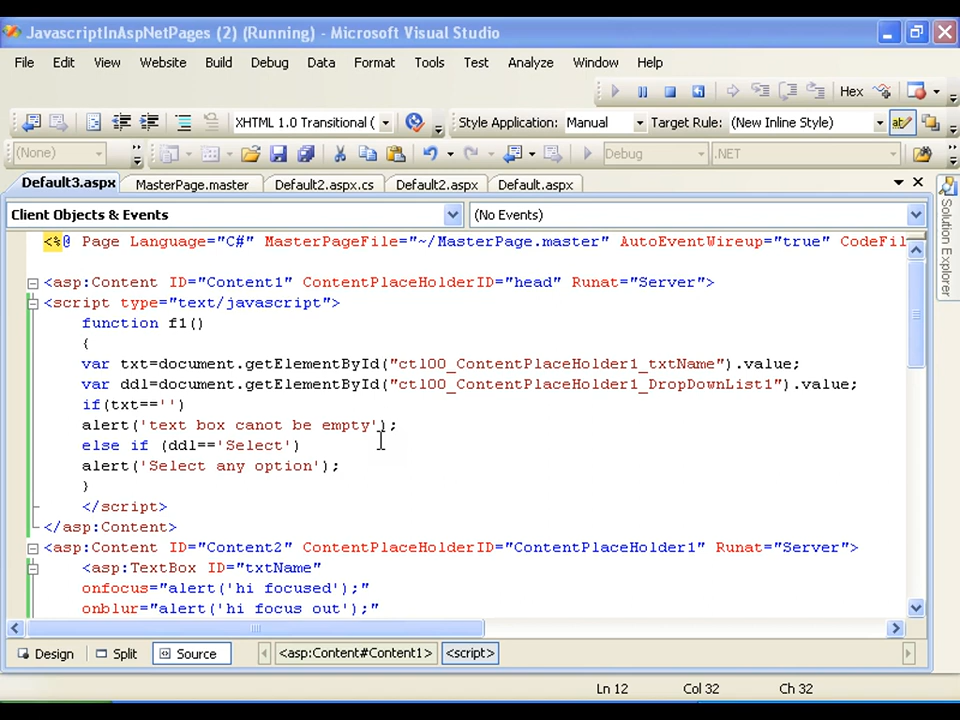 JavascriptInAspNetPages (2) (Running) - Microsoft Visual Studio
File Edit View Website Build Debug Data Format Tools Test Analyze Window Help
Hex
XHTML 1.0 Transitional ( Style Application: Manual Target Rule: (New Inline Style)
(None) Debug .NET
Default3.aspx MasterPage.master Default2.aspx.cs Default2.aspx Default.aspx
Client Objects & Events (No Events)
Solution Explorer
<%@ Page Language="C#" MasterPageFile="~/MasterPage.master" AutoEventWireup="true" CodeFil
<asp:Content ID="Content1" ContentPlaceHolderID="head" Runat="Server">
<script type="text/javascript">
function f1()
{
var txt=document.getElementById("ctl00_ContentPlaceHolder1_txtName").value;
var ddl=document.getElementById("ctl00_ContentPlaceHolder1_DropDownList1").value;
if(txt=='')
alert('text box canot be empty');
else if (ddl=='Select')
alert('Select any option');
}
</script>
</asp:Content>
<asp:Content ID="Content2" ContentPlaceHolderID="ContentPlaceHolder1" Runat="Server">
<asp:TextBox ID="txtName"
onfocus="alert('hi focused');"
onblur="alert('hi focus out');"
Design Split Source <asp:Content#Content1> <script>
Ln 12 Col 32 Ch 32